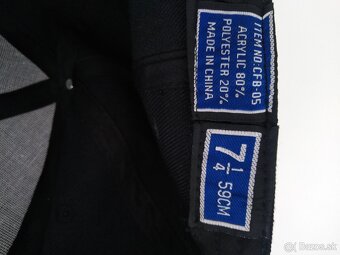 ITEM NO.:CFB-05
ACRYLIC 80%
POLYESTER 20%
MADE IN CHINA
7 1/4 59CM
Bazos.sk